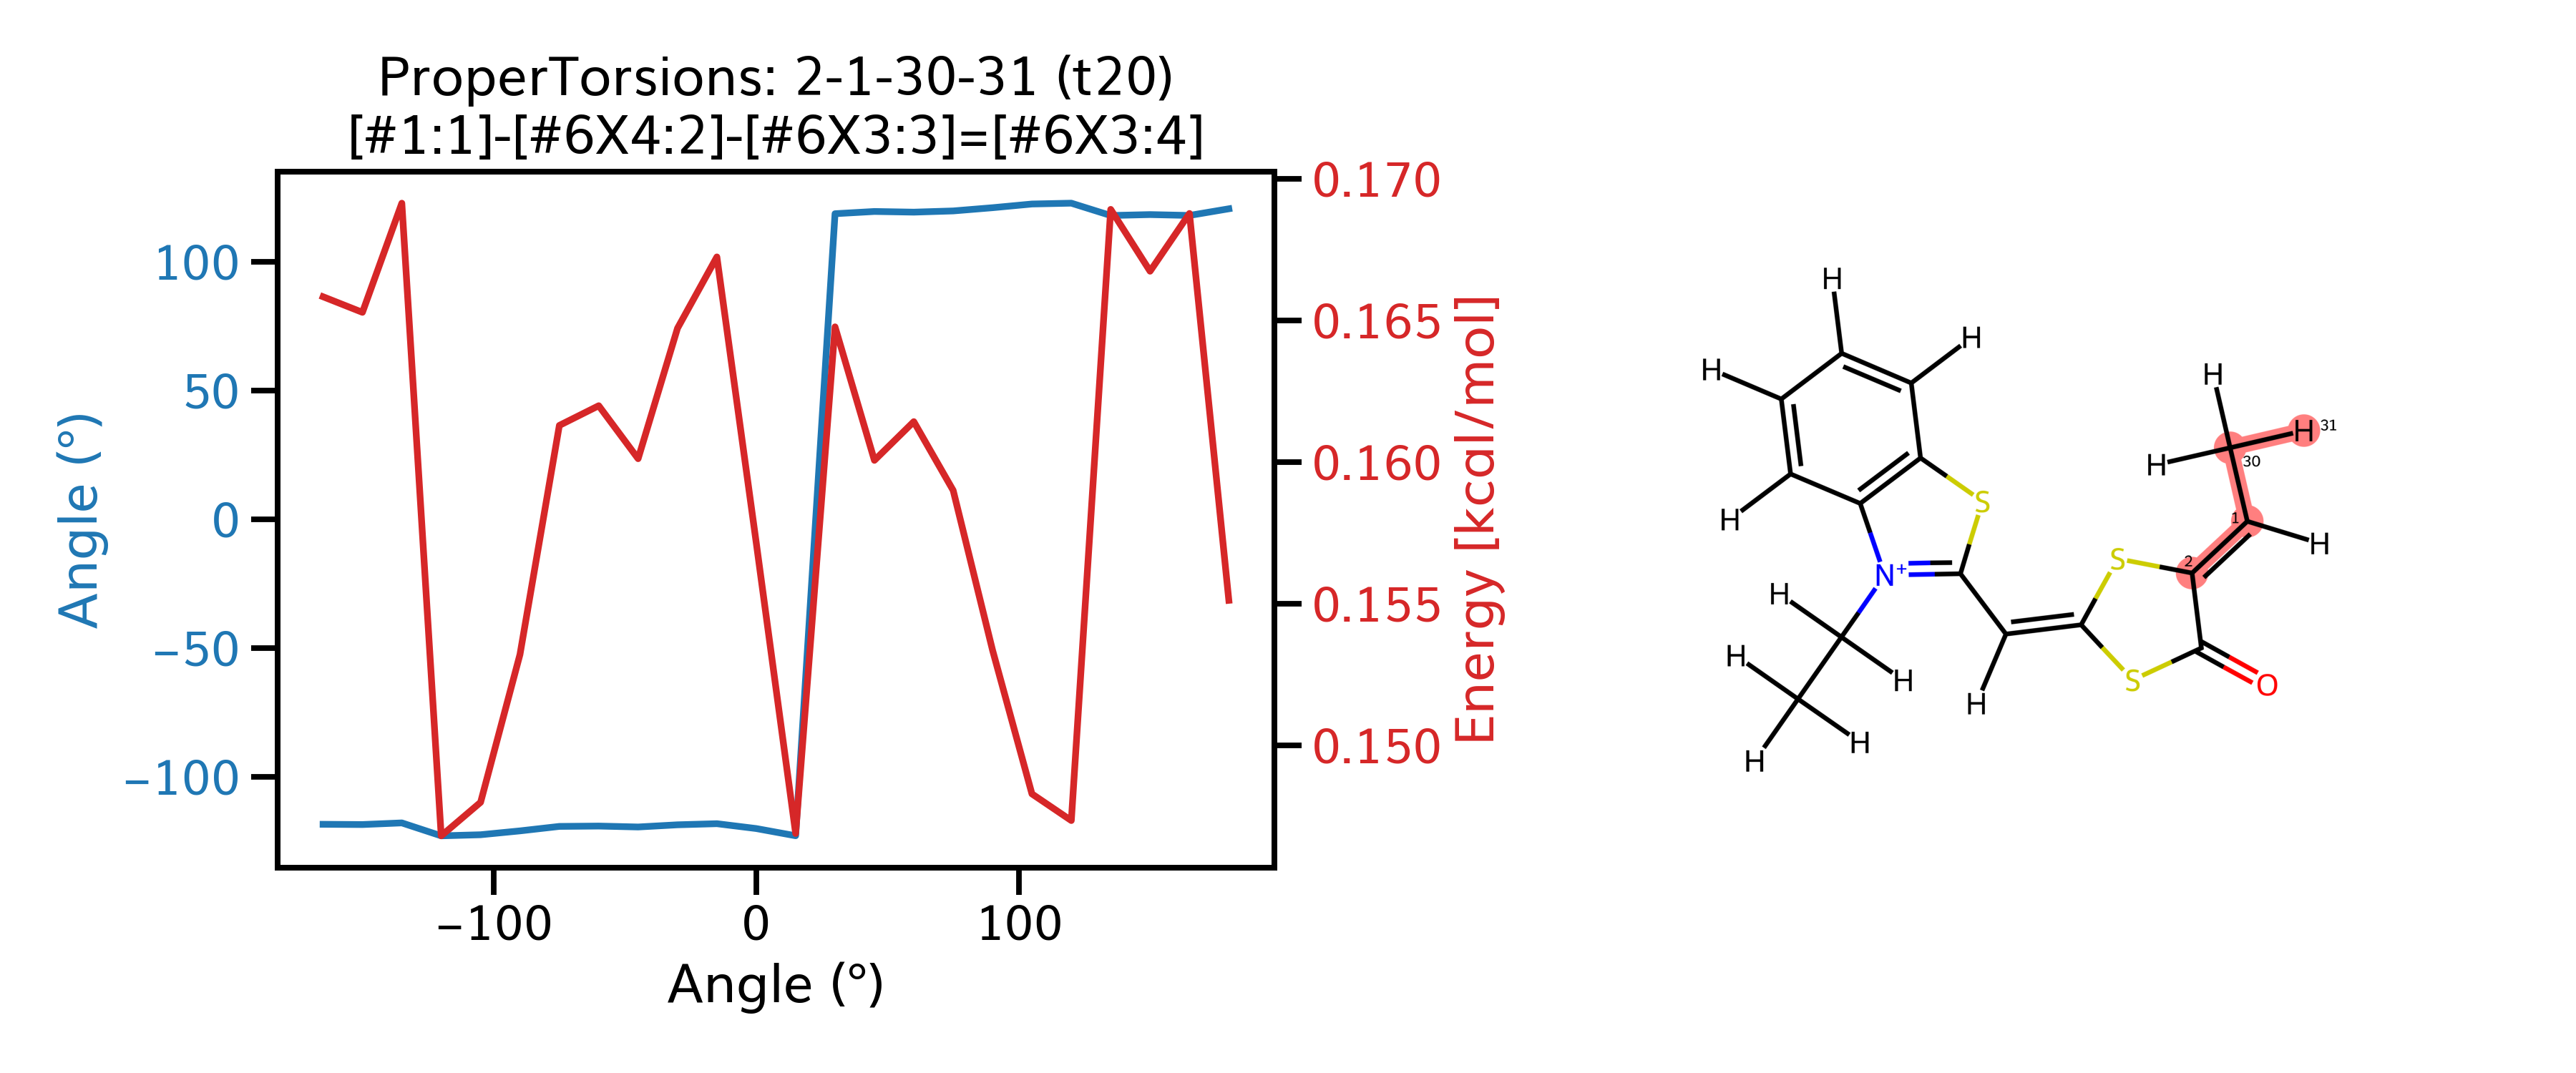 ProperTorsions: 2-1-30-31 (t20)
[#1:1]-[#6X4:2]-[#6X3:3]=[#6X3:4]
Angle (°)
100
50
0
−50
−100
−100
0
100
Angle (°)
0.170
0.165
0.160
0.155
0.150
Energy [kcal/mol]
H
H
H
H
H
H 31
H
30
S
1
H
N+
S
2
H
H
H
H
S
O
H
H
H